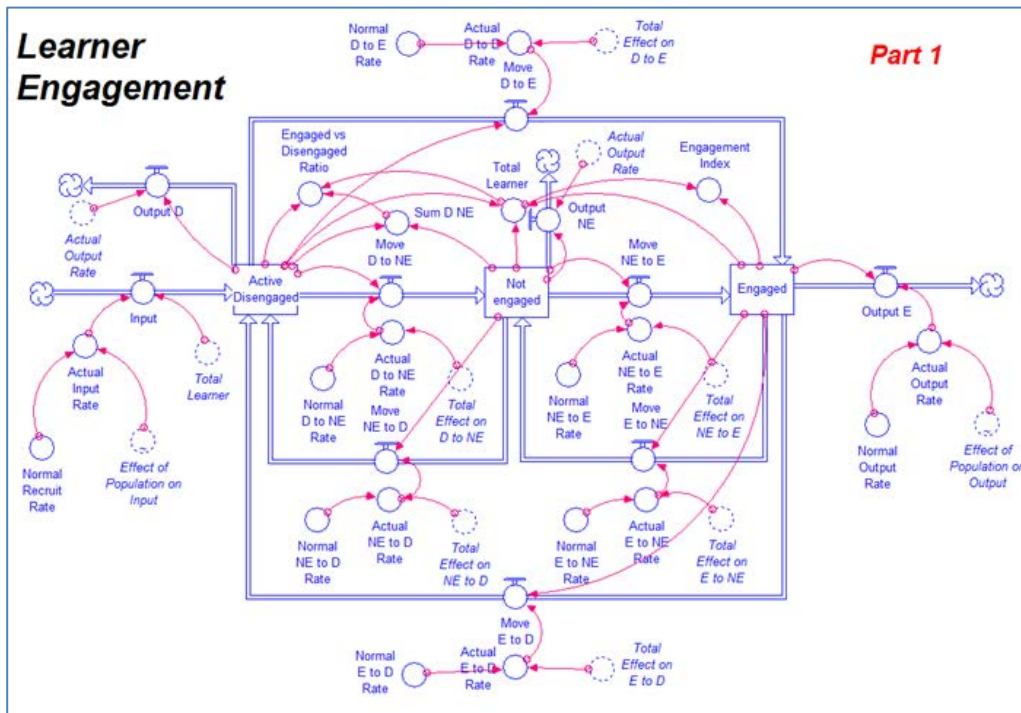 Learner
Engagement
Part 1
Normal
D to E
Rate
Actual
D to D
Rate
Total
Effect on
D to E
Move
D to E
Engaged vs
Disengaged
Ratio
Total
Learner
Actual
Output
Rate
Engagement
Index
Output D
Sum D NE
Output
NE
Actual
Output
Rate
Move
D to NE
Move
NE to E
Active
Disengaged
Not
engaged
Engaged
Input
Output E
Actual
Input
Rate
Total
Learner
Actual
D to NE
Rate
Actual
NE to E
Rate
Actual
Output
Rate
Normal
D to NE
Rate
Move
NE to D
Total
Effect on
D to NE
Normal
NE to E
Rate
Move
E to NE
Total
Effect on
NE to E
Normal
Recruit
Rate
Effect of
Population on
Input
Normal
Output
Rate
Effect of
Population on
Output
Normal
NE to D
Rate
Actual
NE to D
Rate
Total
Effect on
NE to D
Normal
E to NE
Rate
Actual
E to NE
Rate
Total
Effect on
E to NE
Move
E to D
Normal
E to D
Rate
Actual
E to D
Rate
Total
Effect on
E to D